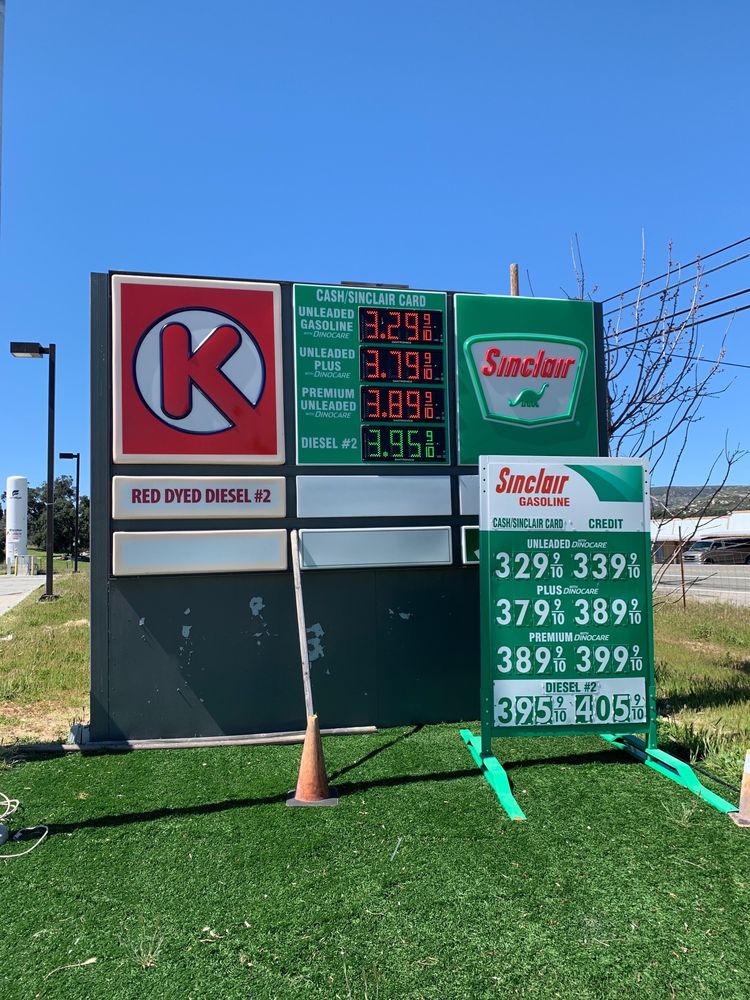 K
CASH/SINCLAIR CARD
UNLEADED
GASOLINE
WITH DINOCARE
3.29 9/10
UNLEADED
PLUS
WITH DINOCARE
3.79 9/10
PREMIUM
UNLEADED
WITH DINOCARE
3.89 9/10
DIESEL #2
3.95 9/10
Sinclair
RED DYED DIESEL #2
Sinclair
GASOLINE
CASH/SINCLAIR CARD CREDIT
UNLEADED WITH DINOCARE
329 9/10 339 9/10
PLUS WITH DINOCARE
379 9/10 389 9/10
PREMIUM WITH DINOCARE
389 9/10 399 9/10
DIESEL #2
395 9/10 405 9/10